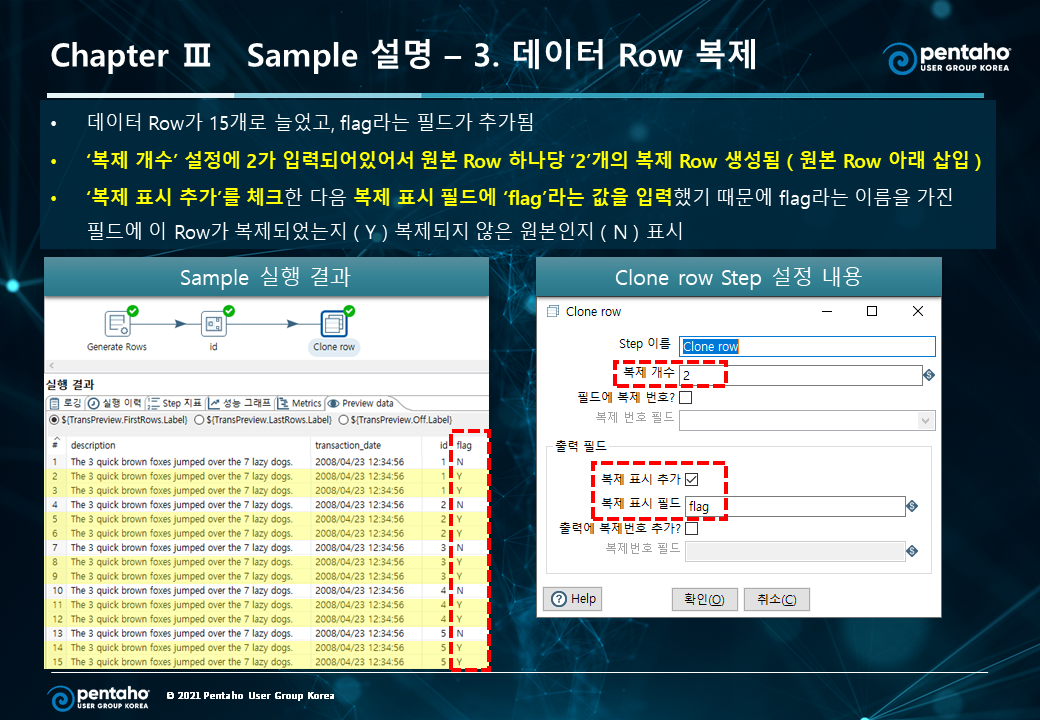 Chapter Ⅲ Sample 설명 – 3. 데이터 Row 복제
pentaho
USER GROUP KOREA
• 데이터 Row가 15개로 늘었고, flag라는 필드가 추가됨
• ‘복제 개수’ 설정에 2가 입력되어있어서 원본 Row 하나당 ‘2’개의 복제 Row 생성됨 ( 원본 Row 아래 삽입 )
• ‘복제 표시 추가’를 체크한 다음 복제 표시 필드에 ‘flag’라는 값을 입력했기 때문에 flag라는 이름을 가진
필드에 이 Row가 복제되었는지 ( Y ) 복제되지 않은 원본인지 ( N ) 표시
Sample 실행 결과
Generate Rows id Clone row
실행 결과
로깅 실행 이력 Step 지표 성능 그래프 Metrics Preview data
${TransPreview.FirstRows.Label} ${TransPreview.LastRows.Label} ${TransPreview.Off.Label}
# description transaction_date id flag
1 The 3 quick brown foxes jumped over the 7 lazy dogs. 2008/04/23 12:34:56 1 N
2 The 3 quick brown foxes jumped over the 7 lazy dogs. 2008/04/23 12:34:56 1 Y
3 The 3 quick brown foxes jumped over the 7 lazy dogs. 2008/04/23 12:34:56 1 Y
4 The 3 quick brown foxes jumped over the 7 lazy dogs. 2008/04/23 12:34:56 2 N
5 The 3 quick brown foxes jumped over the 7 lazy dogs. 2008/04/23 12:34:56 2 Y
6 The 3 quick brown foxes jumped over the 7 lazy dogs. 2008/04/23 12:34:56 2 Y
7 The 3 quick brown foxes jumped over the 7 lazy dogs. 2008/04/23 12:34:56 3 N
8 The 3 quick brown foxes jumped over the 7 lazy dogs. 2008/04/23 12:34:56 3 Y
9 The 3 quick brown foxes jumped over the 7 lazy dogs. 2008/04/23 12:34:56 3 Y
10 The 3 quick brown foxes jumped over the 7 lazy dogs. 2008/04/23 12:34:56 4 N
11 The 3 quick brown foxes jumped over the 7 lazy dogs. 2008/04/23 12:34:56 4 Y
12 The 3 quick brown foxes jumped over the 7 lazy dogs. 2008/04/23 12:34:56 4 Y
13 The 3 quick brown foxes jumped over the 7 lazy dogs. 2008/04/23 12:34:56 5 N
14 The 3 quick brown foxes jumped over the 7 lazy dogs. 2008/04/23 12:34:56 5 Y
15 The 3 quick brown foxes jumped over the 7 lazy dogs. 2008/04/23 12:34:56 5 Y
Clone row Step 설정 내용
Clone row
Step 이름 Clone row
복제 개수 2
필드에 복제 번호?
복제 번호 필드
출력 필드
복제 표시 추가
복제 표시 필드 flag
출력에 복제번호 추가?
복제번호 필드
Help 확인(O) 취소(C)
pentaho
USER GROUP KOREA
© 2021 Pentaho User Group Korea